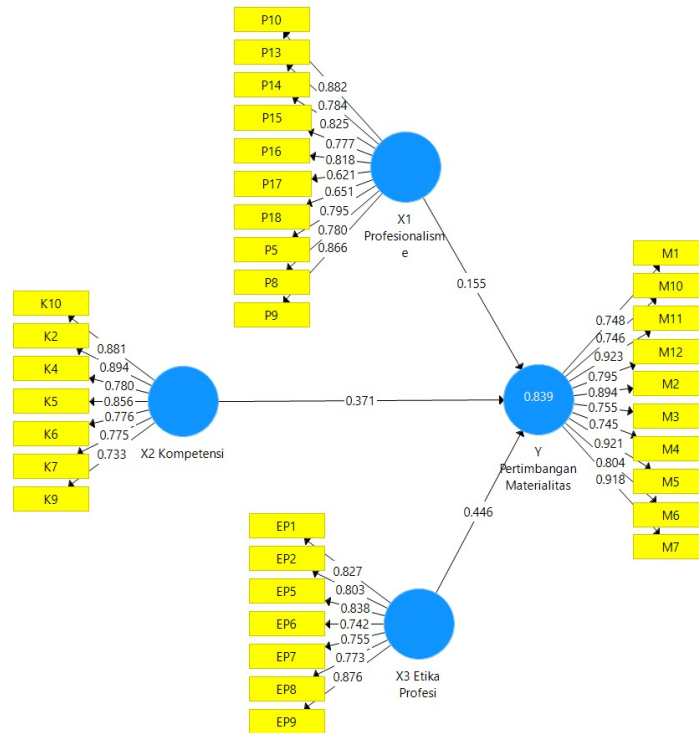 P10
P13
P14
P15
P16
P17
P18
P5
P8
P9
0.882
0.784
0.825
0.777
0.818
0.621
0.651
0.795
0.780
0.866
X1
Profesionalism
e
0.155
K10
K2
K4
K5
K6
K7
K9
0.881
0.894
0.780
0.856
0.776
0.775
0.733
X2 Kompetensi
0.371
0.839
Y
Pertimbangan
Materialitas
0.748
0.746
0.923
0.795
0.894
0.755
0.745
0.921
0.804
0.918
M1
M10
M11
M12
M2
M3
M4
M5
M6
M7
0.446
EP1
EP2
EP5
EP6
EP7
EP8
EP9
0.827
0.803
0.838
0.742
0.755
0.773
0.876
X3 Etika
Profesi